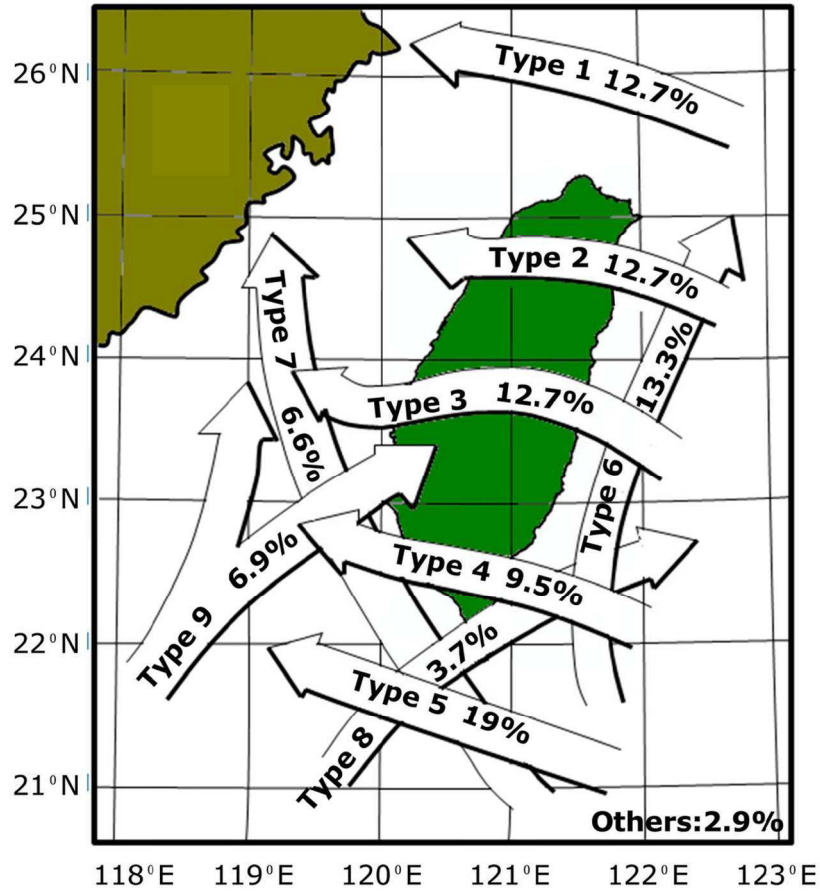 26°N
Type 1 12.7%
25°N
Type 2 12.7%
24°N
Type 7 6.6%
13.3%
Type 3 12.7%
23°N
Type 6
Type 9 6.9%
Type 4 9.5%
22°N
3.7%
Type 5 19%
Type 8
21°N
Others:2.9%
118°E 119°E 120°E 121°E 122°E 123°E